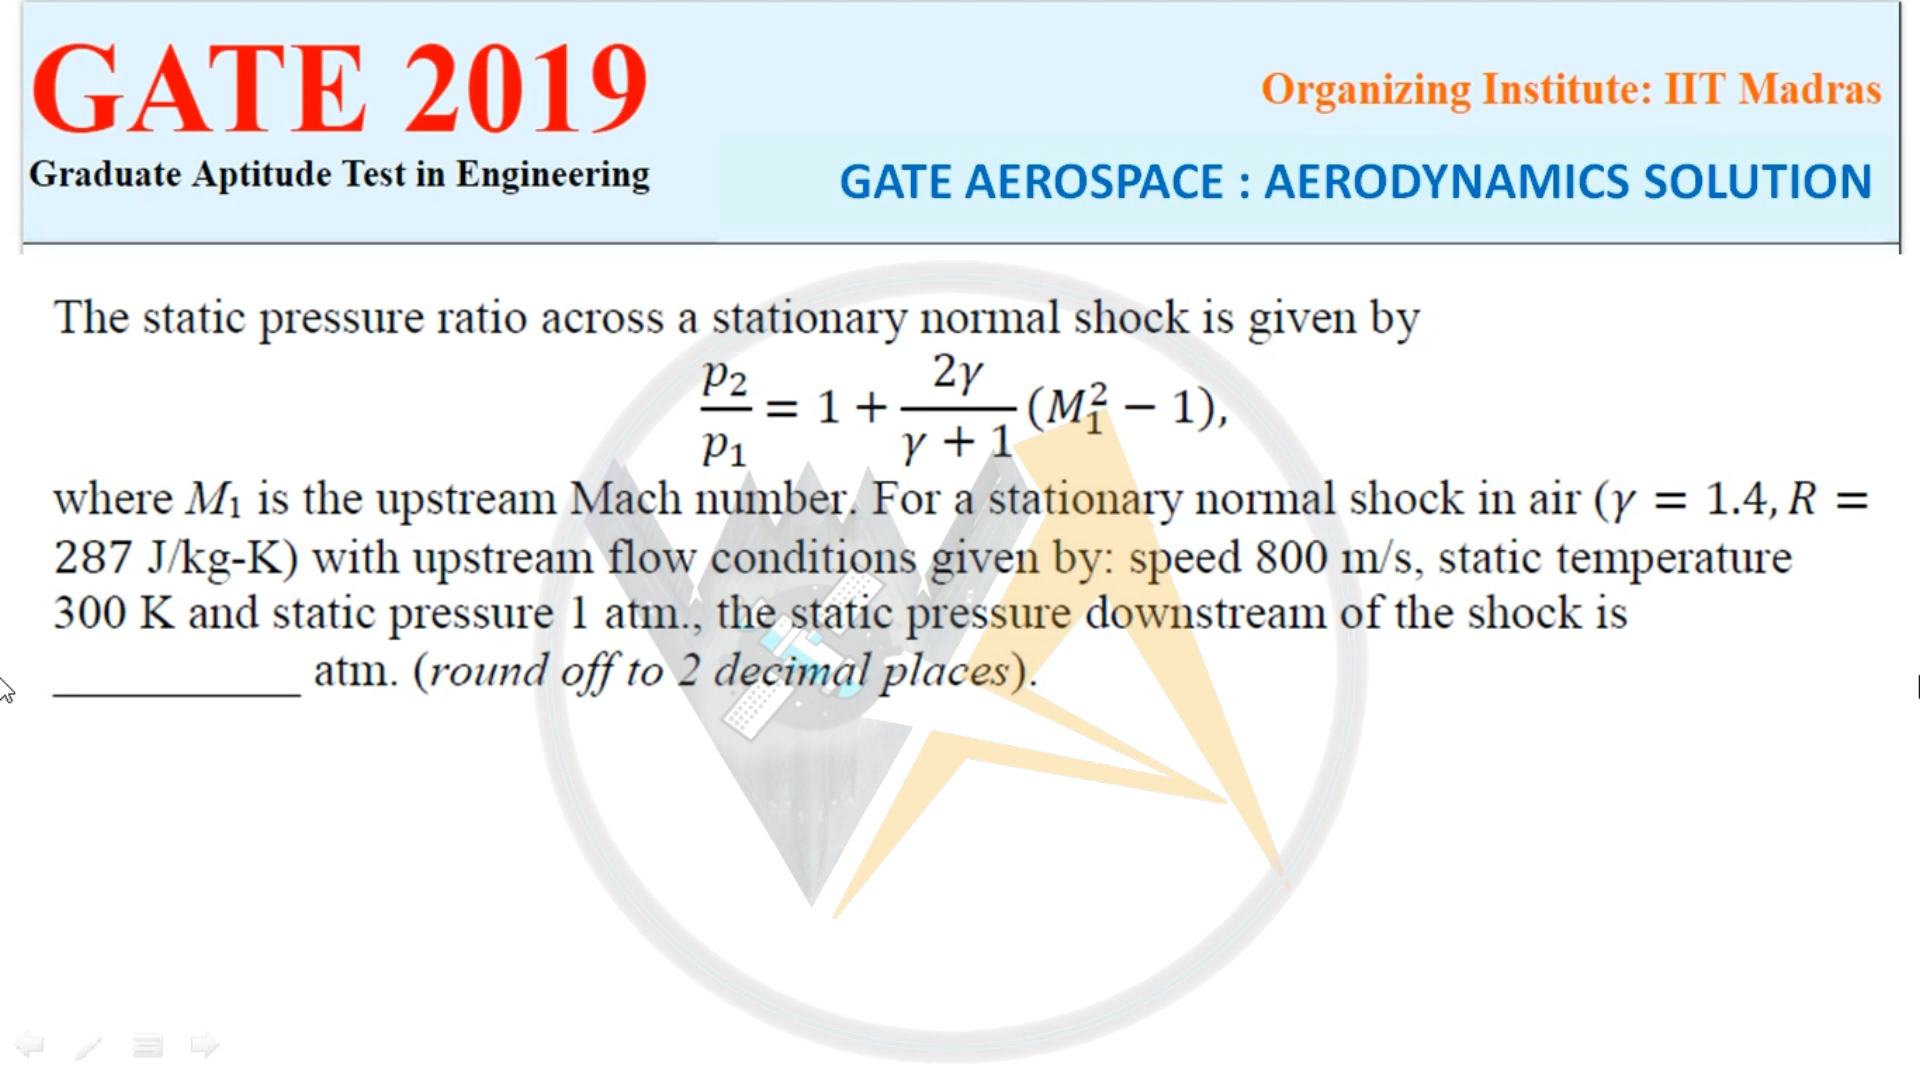 GATE 2019
Graduate Aptitude Test in Engineering
Organizing Institute: IIT Madras
GATE AEROSPACE : AERODYNAMICS SOLUTION
The static pressure ratio across a stationary normal shock is given by
p₂/p₁ = 1 + 2γ/(γ + 1) (M₁² − 1),
where M₁ is the upstream Mach number. For a stationary normal shock in air (γ = 1.4, R =
287 J/kg-K) with upstream flow conditions given by: speed 800 m/s, static temperature
300 K and static pressure 1 atm., the static pressure downstream of the shock is
__________ atm. (round off to 2 decimal places).